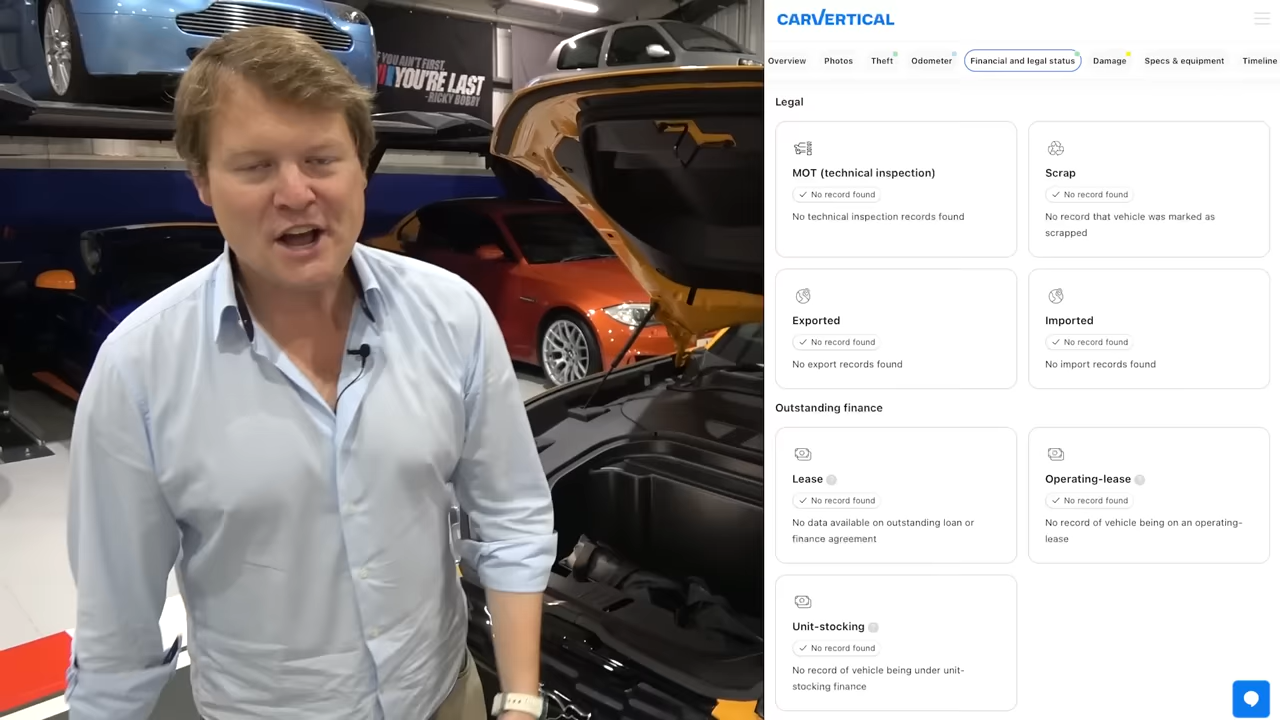 IF YOU AIN'T FIRST,
YOU'RE LAST
-RICKY BOBBY
CARVERTICAL
Overview
Photos
Theft
Odometer
Financial and legal status
Damage
Specs & equipment
Timeline
Legal
MOT (technical inspection)
No record found
No technical inspection records found
Scrap
No record found
No record that vehicle was marked as
scrapped
Exported
No record found
No export records found
Imported
No record found
No import records found
Outstanding finance
Lease ?
No record found
No data available on outstanding loan or
finance agreement
Operating-lease ?
No record found
No record of vehicle being on an operating-
lease
Unit-stocking ?
No record found
No record of vehicle being under unit-
stocking finance